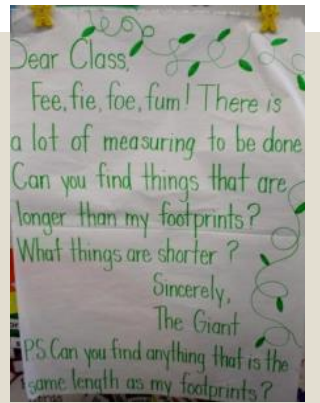 Dear Class,
Fee, fie, foe, fum! There is
a lot of measuring to be done
Can you find things that are
longer than my footprints?
What things are shorter?
Sincerely,
The Giant
P.S. Can you find anything that is the
same length as my footprints?